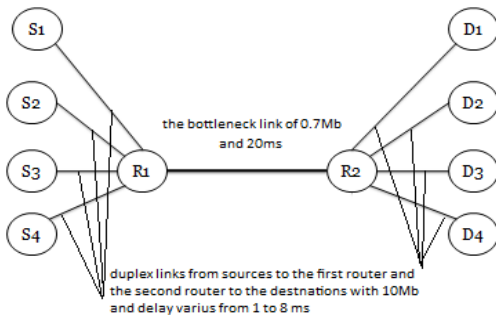 S1
D1
S2
D2
the bottleneck link of 0.7Mb
and 20ms
S3
R1
R2
D3
S4
D4
duplex links from sources to the first router and
the second router to the destnations with 10Mb
and delay varius from 1 to 8 ms